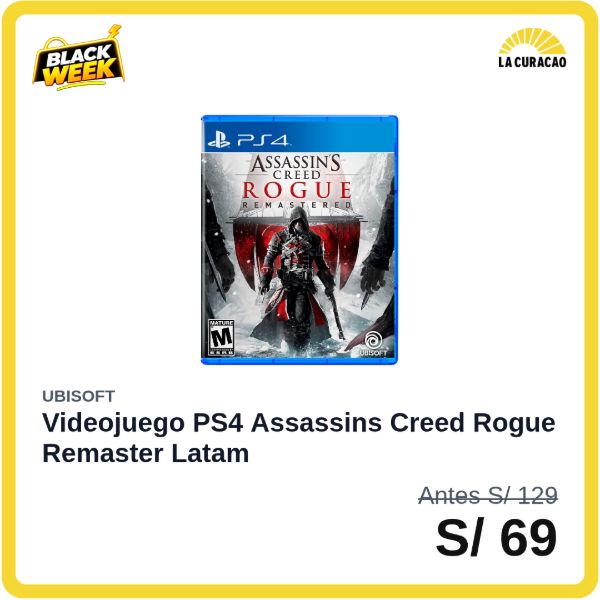 BLACK
WEEK
LA CURACAO
PS4
ASSASSIN'S
CREED
ROGUE
REMASTERED
MATURE
M
ESRB
UBISOFT
UBISOFT
Videojuego PS4 Assassins Creed Rogue
Remaster Latam
Antes S/ 129
S/ 69